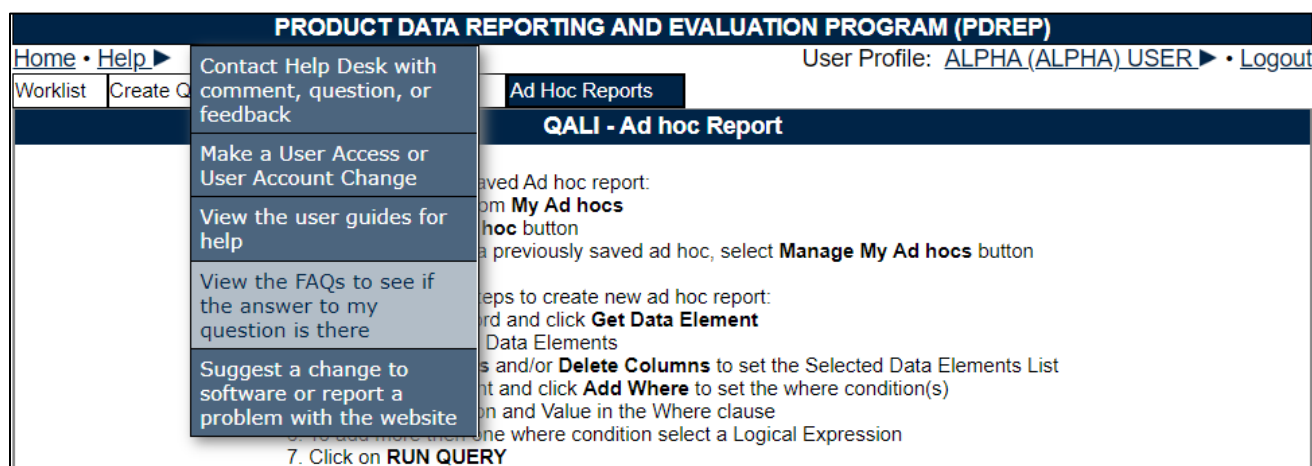 PRODUCT DATA REPORTING AND EVALUATION PROGRAM (PDREP)
Home • Help ▶ User Profile: ALPHA (ALPHA) USER ▶ • Logout
Worklist Create Q Ad Hoc Reports
QALI - Ad hoc Report
Contact Help Desk with
comment, question, or
feedback
Make a User Access or
User Account Change
View the user guides for
help
View the FAQs to see if
the answer to my
question is there
Suggest a change to
software or report a
problem with the website
aved Ad hoc report:
om My Ad hocs
hoc button
a previously saved ad hoc, select Manage My Ad hocs button
eps to create new ad hoc report:
rd and click Get Data Element
Data Elements
s and/or Delete Columns to set the Selected Data Elements List
nt and click Add Where to set the where condition(s)
on and Value in the Where clause
6. To add more then one where condition select a Logical Expression
7. Click on RUN QUERY